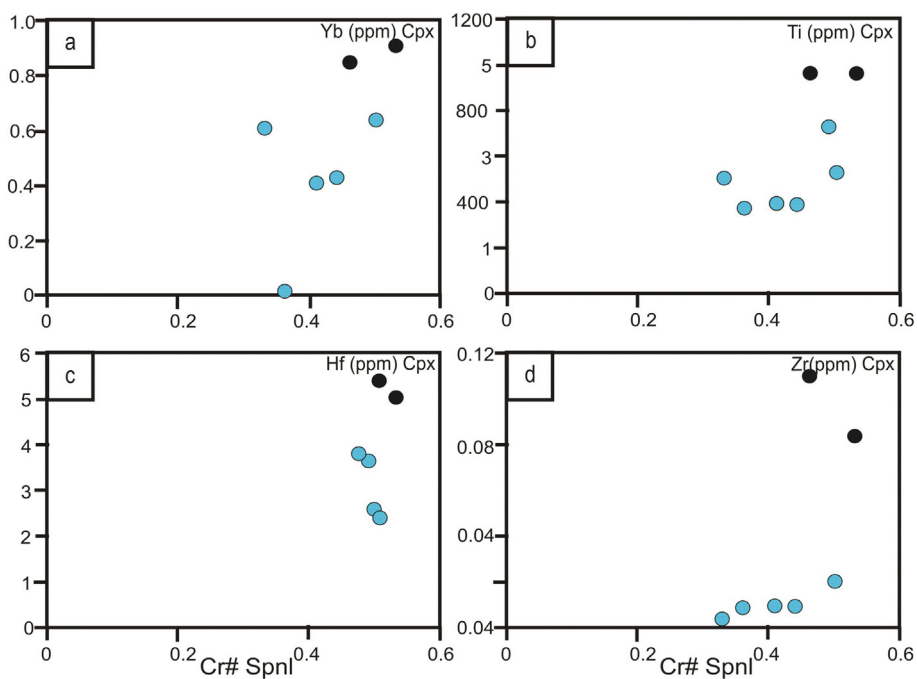 1.0
Yb (ppm) Cpx
a
0.8
0.6
0.4
0.2
0
0 0.2 0.4 0.6
1200
Ti (ppm) Cpx
b
5
800
3
400
1
0
0 0.2 0.4 0.6
6
Hf (ppm) Cpx
c
5
4
3
2
1
0
0 0.2 0.4 0.6
Cr# Spnl
0.12
Zr(ppm) Cpx
d
0.08
0.04
0.04
0 0.2 0.4 0.6
Cr# Spnl